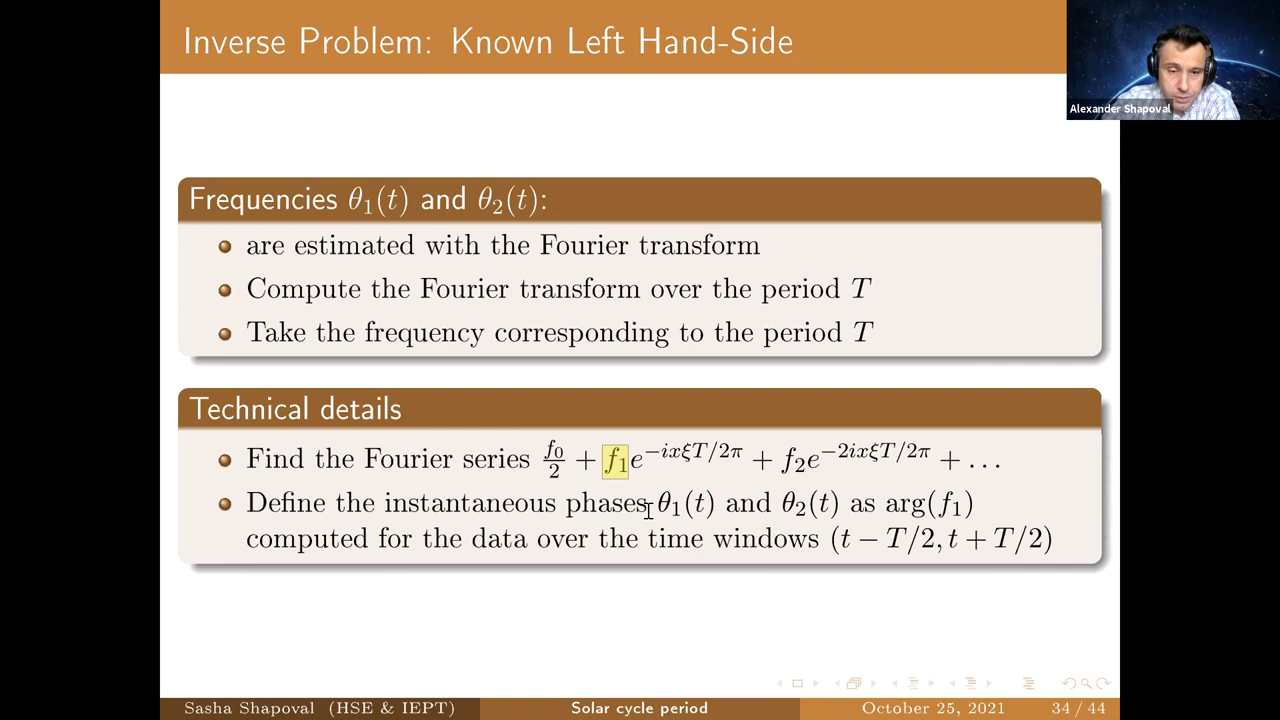 Inverse Problem: Known Left Hand-Side
Alexander Shapoval
Frequencies θ₁(t) and θ₂(t):
are estimated with the Fourier transform
Compute the Fourier transform over the period T
Take the frequency corresponding to the period T
Technical details
Find the Fourier series f₀/2 + f₁e^{−ixξT/2π} + f₂e^{−2ixξT/2π} + …
Define the instantaneous phases θ₁(t) and θ₂(t) as arg(f₁)
computed for the data over the time windows (t − T/2, t + T/2)
Sasha Shapoval (HSE & IEPT) Solar cycle period October 25, 2021 34 / 44